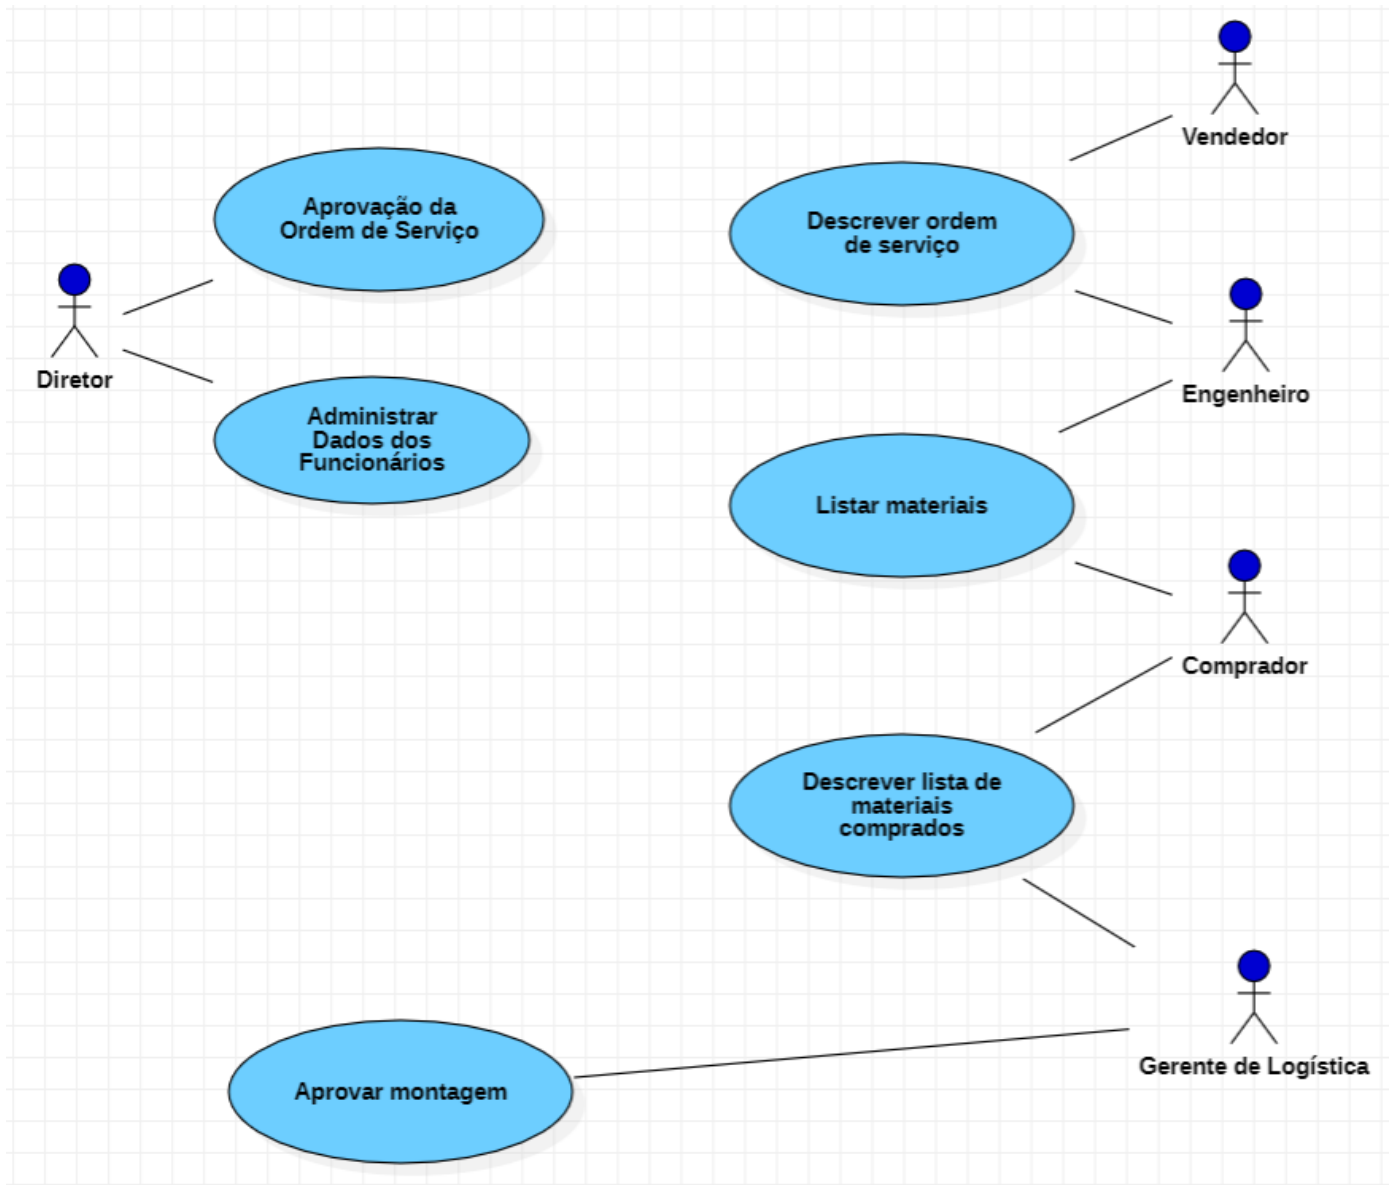 Vendedor
Aprovação da
Ordem de Serviço
Descrever ordem
de serviço
Diretor
Engenheiro
Administrar
Dados dos
Funcionários
Listar materiais
Comprador
Descrever lista de
materiais
comprados
Gerente de Logística
Aprovar montagem